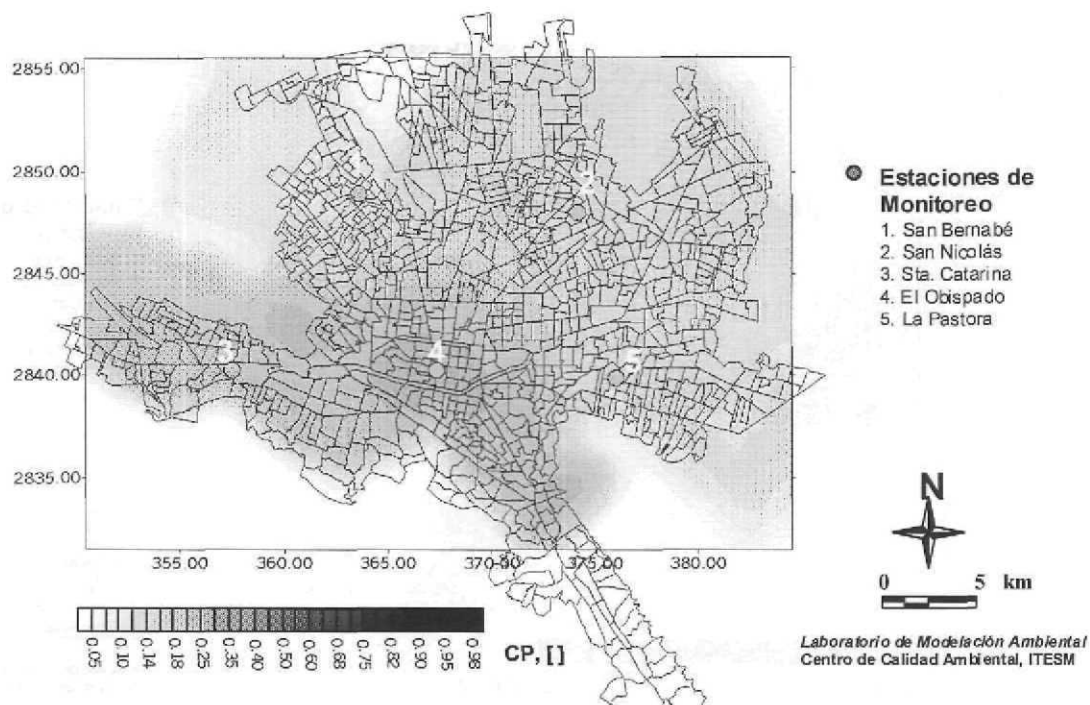 2855.00
2850.00
2845.00
2840.00
2835.00
355.00 360.00 365.00 370.00 375.00 380.00
1
2
3
4
5
Estaciones de
Monitoreo
1. San Bernabé
2. San Nicolás
3. Sta. Catarina
4. El Obispado
5. La Pastora
N
0 5 km
0.05 0.10 0.14 0.18 0.25 0.35 0.40 0.50 0.60 0.75 0.82 0.90 0.95 0.98
CP, [ ]
Laboratorio de Modelación Ambiental
Centro de Calidad Ambiental, ITESM